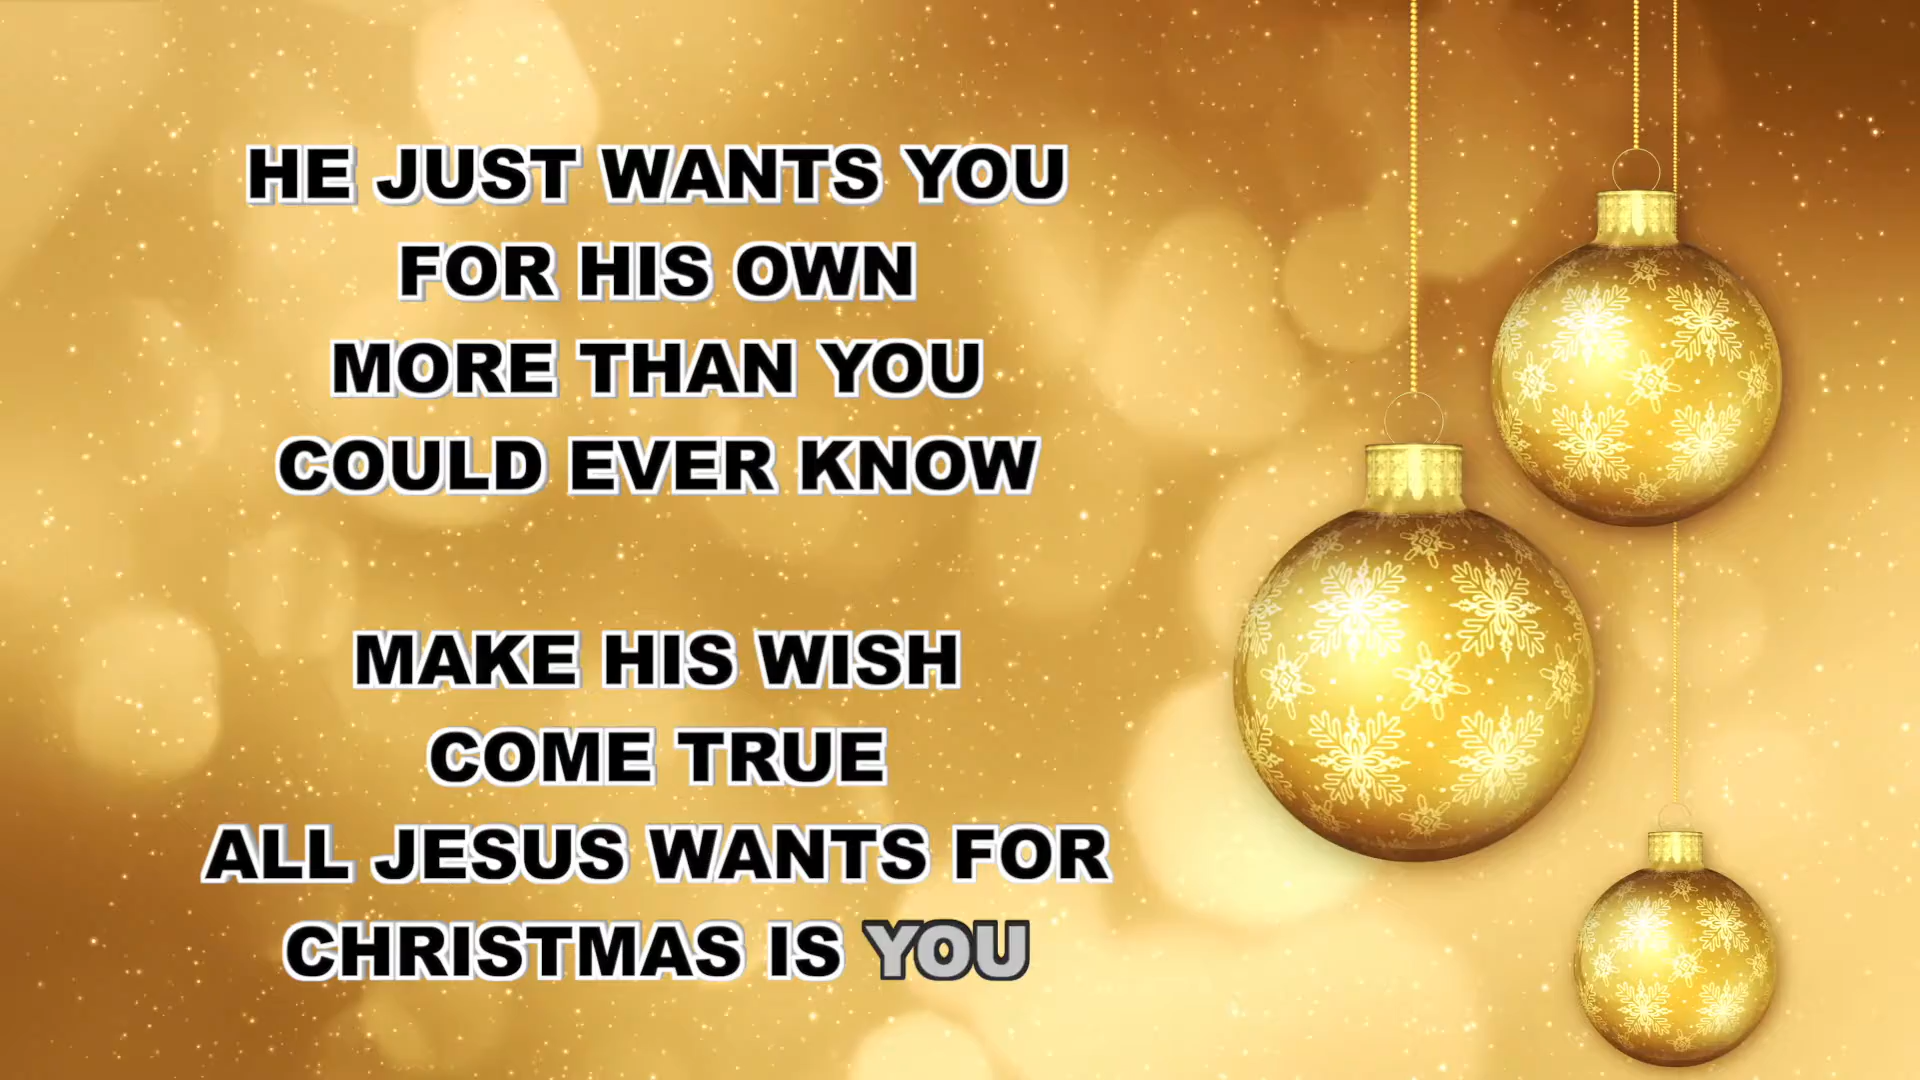 HE JUST WANTS YOU
FOR HIS OWN
MORE THAN YOU
COULD EVER KNOW
MAKE HIS WISH
COME TRUE
ALL JESUS WANTS FOR
CHRISTMAS IS YOU